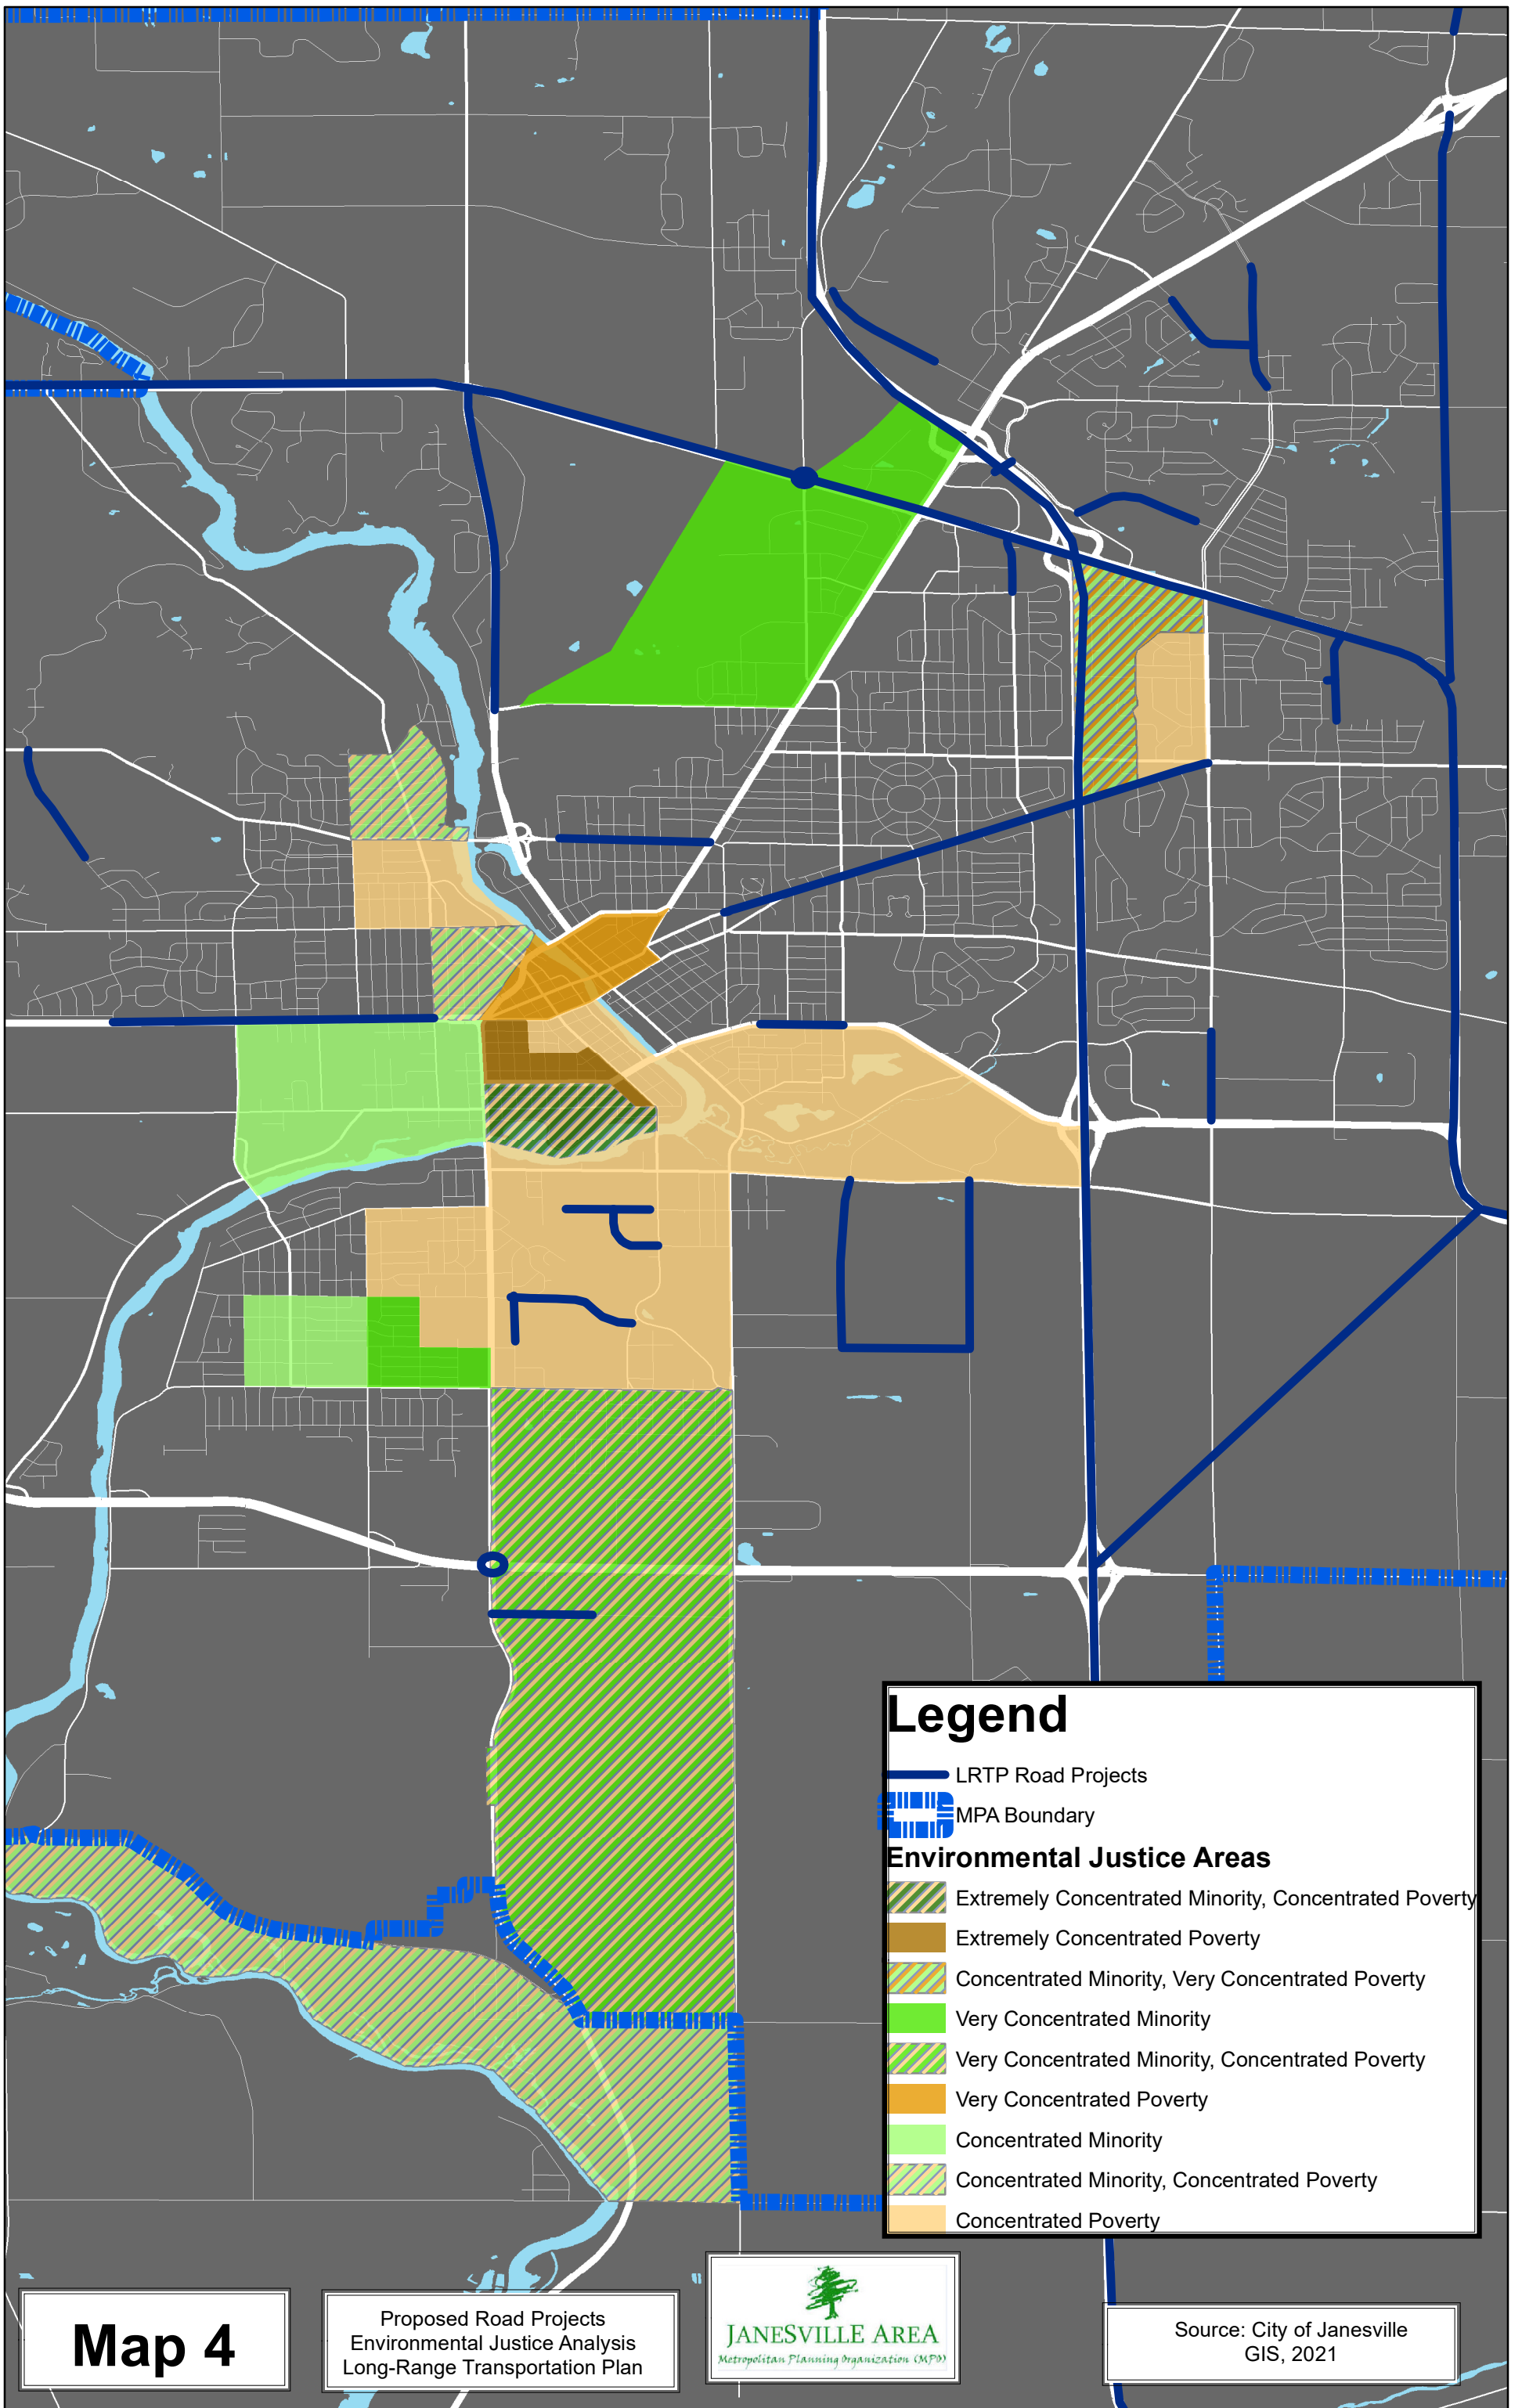 Legend
LRTP Road Projects
MPA Boundary
Environmental Justice Areas
Extremely Concentrated Minority, Concentrated Poverty
Extremely Concentrated Poverty
Concentrated Minority, Very Concentrated Poverty
Very Concentrated Minority
Very Concentrated Minority, Concentrated Poverty
Very Concentrated Poverty
Concentrated Minority
Concentrated Minority, Concentrated Poverty
Concentrated Poverty
Map 4
Proposed Road Projects
Environmental Justice Analysis
Long-Range Transportation Plan
JANESVILLE AREA
Metropolitan Planning Organization (MPO)
Source: City of Janesville
GIS, 2021